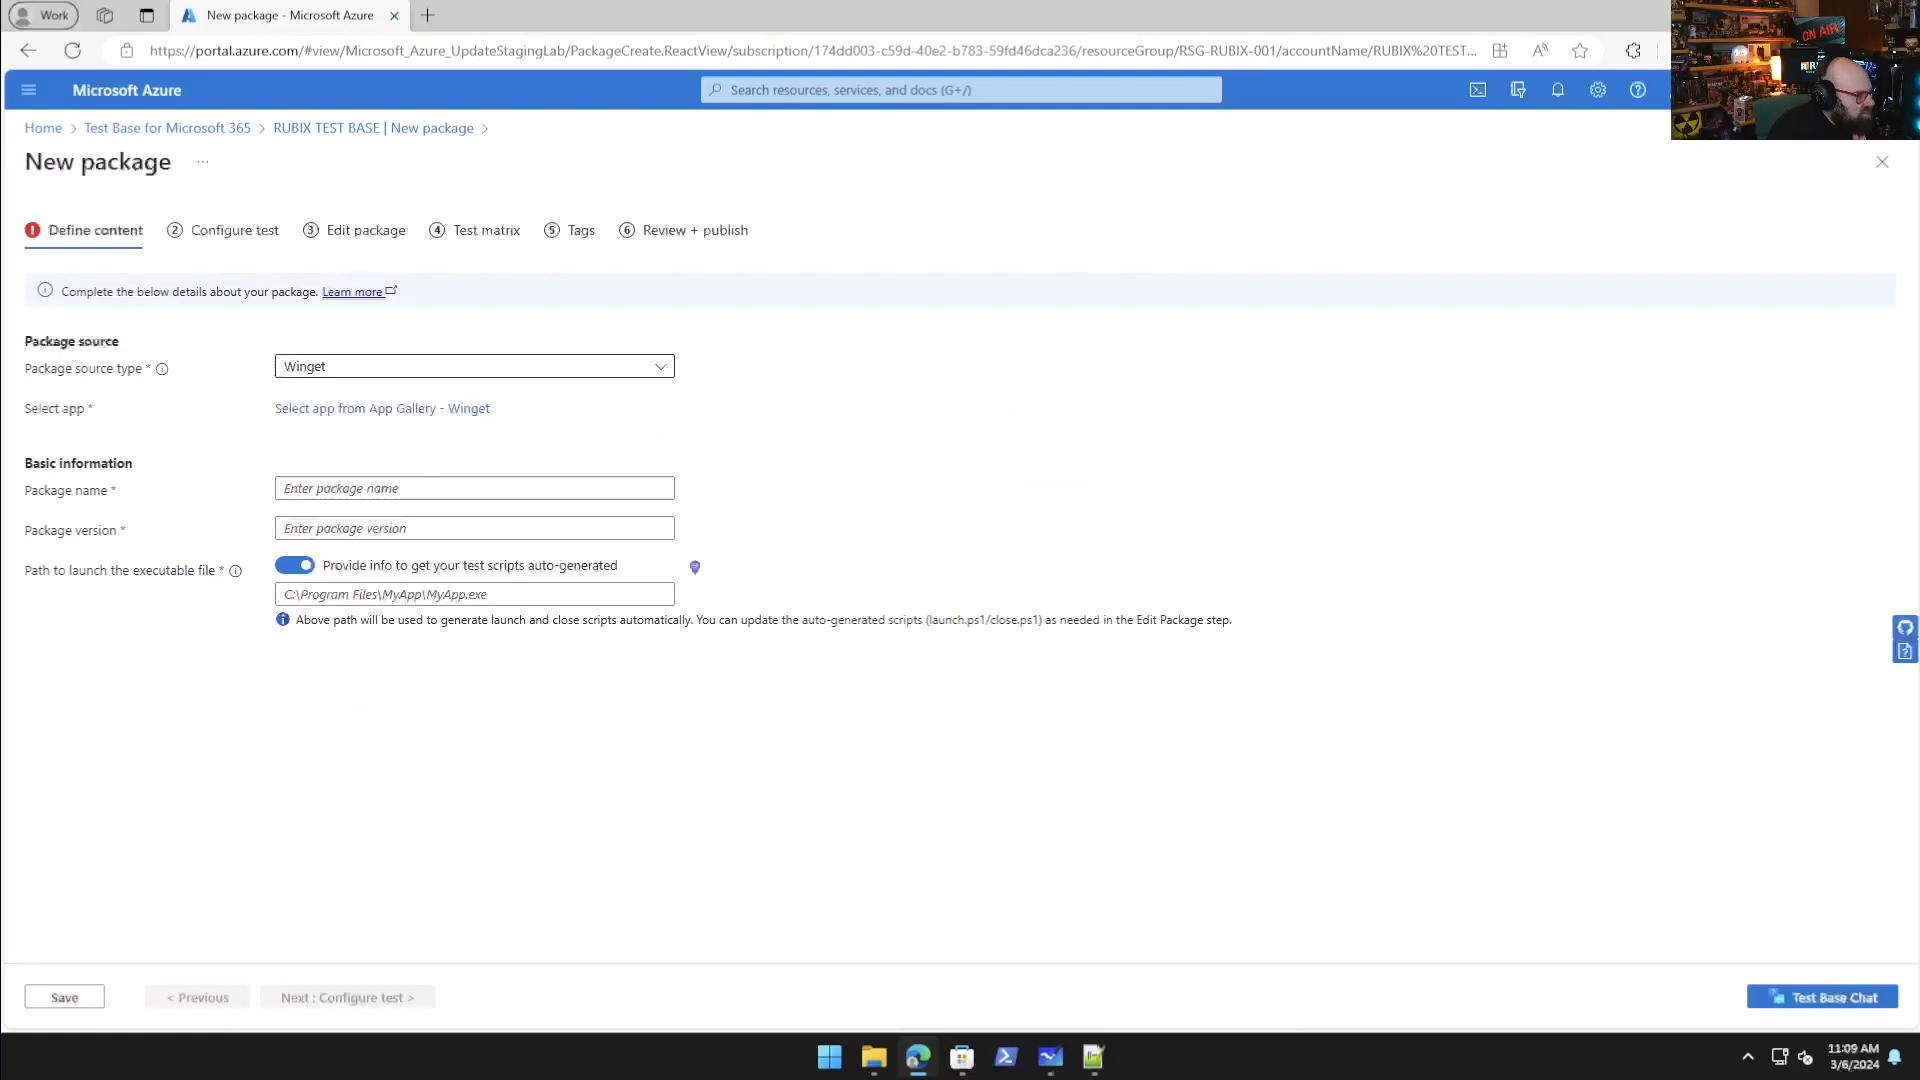 Work
New package - Microsoft Azure
https://portal.azure.com/#view/Microsoft_Azure_UpdateStagingLab/PackageCreate.ReactView/subscription/174dd003-c59d-40e2-b783-59fd46dca236/resourceGroup/RSG-RUBIX-001/accountName/RUBIX%20TEST...
ON AIR
Microsoft Azure
Search resources, services, and docs (G+/)
Home > Test Base for Microsoft 365 > RUBIX TEST BASE | New package >
New package ...
Define content
2 Configure test
3 Edit package
4 Test matrix
5 Tags
6 Review + publish
Complete the below details about your package. Learn more
Package source
Package source type *
Winget
Select app *
Select app from App Gallery - Winget
Basic information
Package name *
Enter package name
Package version *
Enter package version
Path to launch the executable file *
Provide info to get your test scripts auto-generated
C:\Program Files\MyApp\MyApp.exe
Above path will be used to generate launch and close scripts automatically. You can update the auto-generated scripts (launch.ps1/close.ps1) as needed in the Edit Package step.
Save
< Previous
Next : Configure test >
Test Base Chat
11:09 AM
3/6/2024